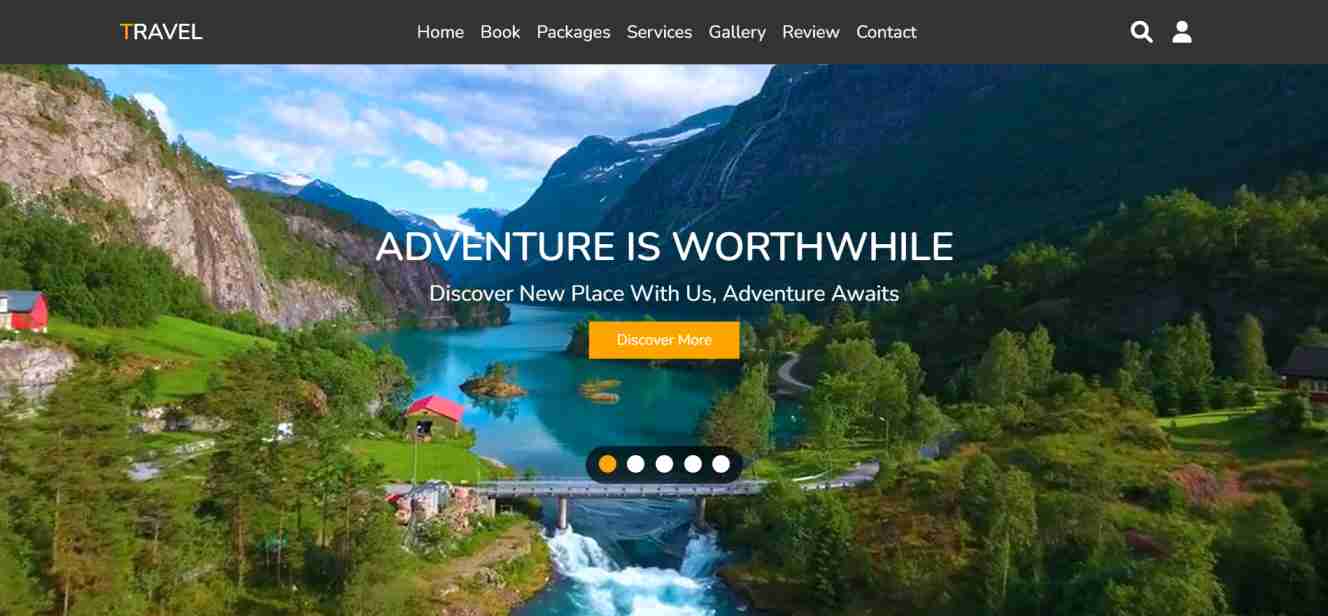 TRAVEL
Home Book Packages Services Gallery Review Contact
ADVENTURE IS WORTHWHILE
Discover New Place With Us, Adventure Awaits
Discover More